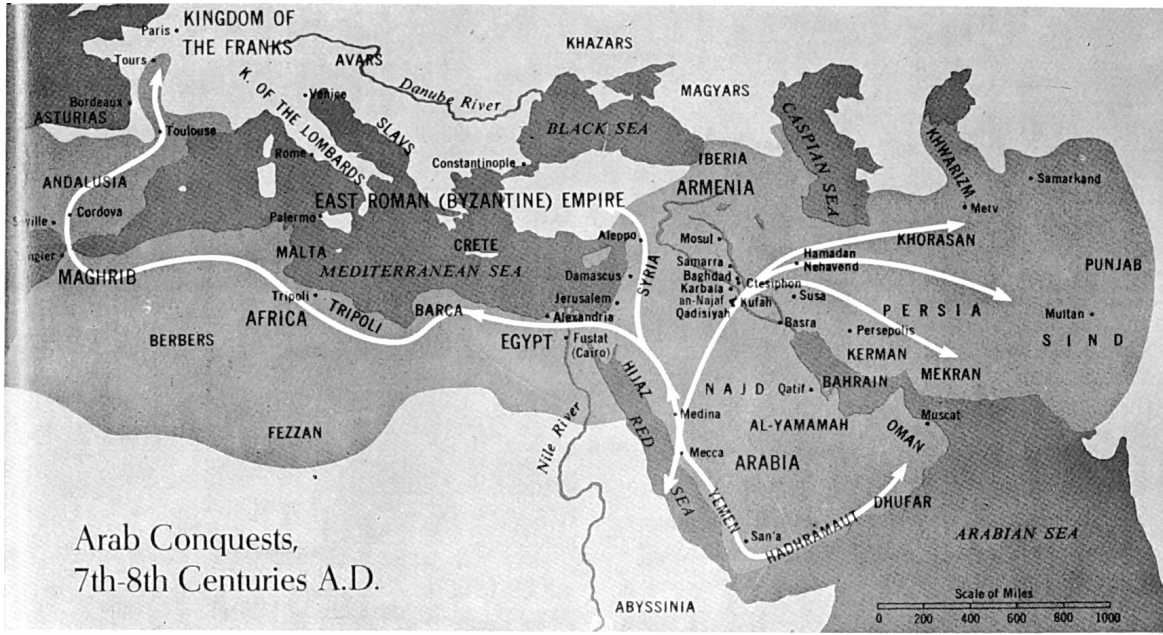 KINGDOM OF
THE FRANKS
Paris
Tours
Bordeaux
ASTURIAS
Toulouse
ANDALUSIA
Cordova
MAGHRIB
AVARS
Danube River
KHAZARS
MAGYARS
K. OF THE LOMBARDS
Venice
SLAVS
Rome
Constantinople
BLACK SEA
CASPIAN SEA
IBERIA
ARMENIA
KHWARIZM
Samarkand
Merv
EAST ROMAN (BYZANTINE) EMPIRE
Palermo
MALTA
CRETE
MEDITERRANEAN SEA
Aleppo
SYRIA
Damascus
Jerusalem
Alexandria
Mosul
Samarra
Baghdad
Karbala
an-Najaf
Qadisiyah
Ctesiphon
Kufah
Basra
Hamadan
Nehavend
Susa
KHORASAN
PUNJAB
PERSIA
Persepolis
Multan
SIND
KERMAN
MEKRAN
Tripoli
TRIPOLI
AFRICA
BARCA
BERBERS
EGYPT
Fustat
(Cairo)
FEZZAN
Nile River
HIJAZ
RED SEA
NAJD
Qatif
BAHRAIN
Medina
Mecca
AL-YAMAMAH
ARABIA
OMAN
Muscat
YEMEN
San'a
HADHRAMAUT
DHUFAR
ARABIAN SEA
ABYSSINIA
Arab Conquests,
7th-8th Centuries A.D.
Scale of Miles
0 200 400 600 800 1000